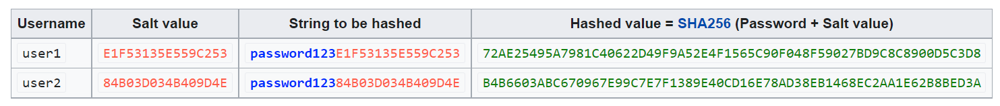 Username Salt value String to be hashed Hashed value = SHA256 (Password + Salt value)
user1 E1F53135E559C253 password123E1F53135E559C253 72AE25495A7981C40622D49F9A52E4F1565C90F048F59027BD9C8C8900D5C3D8
user2 84B03D034B409D4E password12384B03D034B409D4E B4B6603ABC670967E99C7E7F1389E40CD16E78AD38EB1468EC2AA1E62B8BED3A